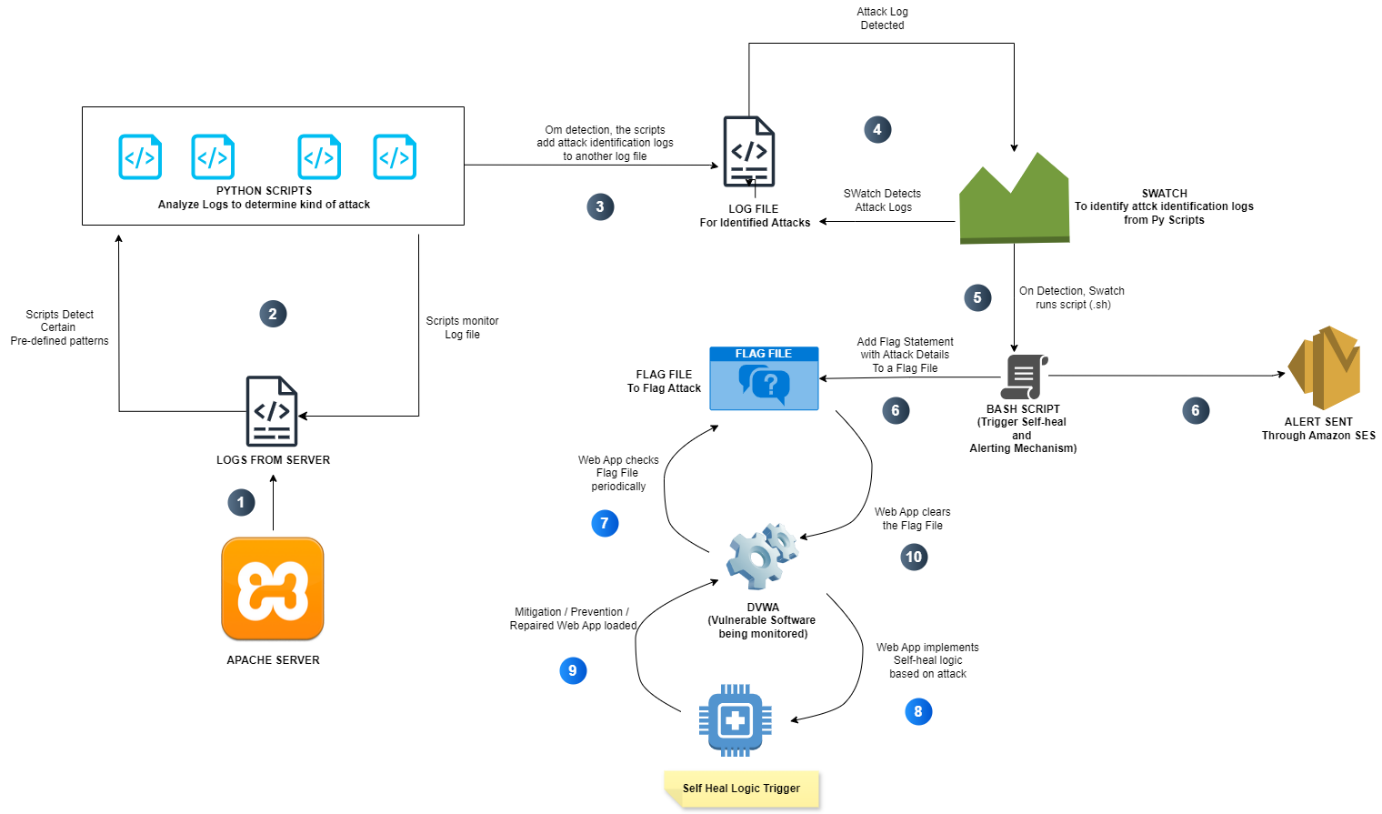 Attack Log
Detected
4
Om detection, the scripts
add attack identification logs
to another log file
PYTHON SCRIPTS
Analyze Logs to determine kind of attack
3
LOG FILE
For Identified Attacks
SWatch Detects
Attack Logs
SWATCH
To identify attck identification logs
from Py Scripts
5
On Detection, Swatch
runs script (.sh)
2
Scripts Detect
Certain
Pre-defined patterns
Scripts monitor
Log file
FLAG FILE
FLAG FILE
To Flag Attack
Add Flag Statement
with Attack Details
To a Flag File
6
BASH SCRIPT
(Trigger Self-heal
and
Alerting Mechanism)
6
ALERT SENT
Through Amazon SES
LOGS FROM SERVER
1
APACHE SERVER
Web App checks
Flag File
periodically
7
Web App clears
the Flag File
10
DVWA
(Vulnerable Software
being monitored)
Mitigation / Prevention /
Repaired Web App loaded
9
Web App implements
Self-heal logic
based on attack
8
Self Heal Logic Trigger